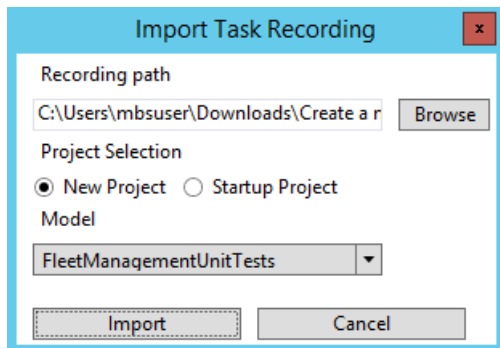 Import Task Recording
x
Recording path
C:\Users\mbsuser\Downloads\Create a
Browse
Project Selection
New Project
Startup Project
Model
FleetManagementUnitTests
Import
Cancel